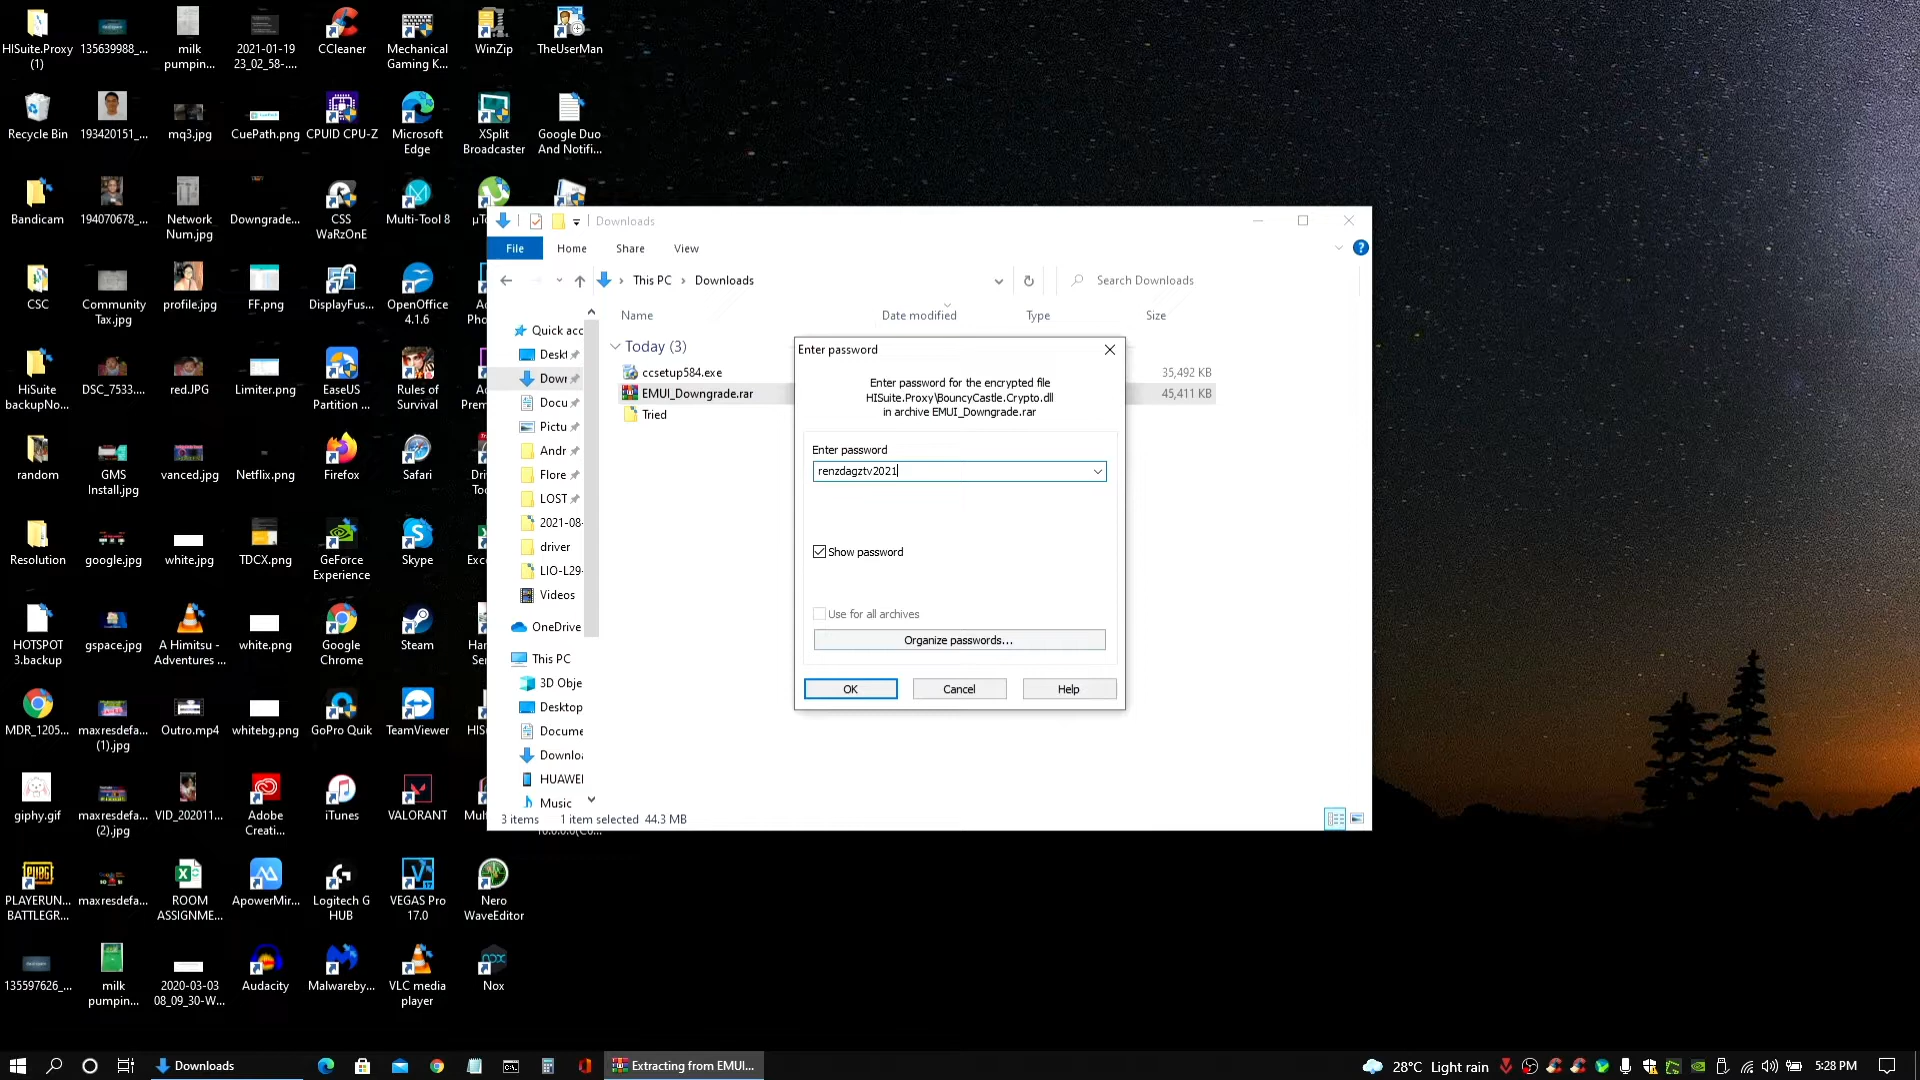 HISuite.Proxy
(1)
135639988_...
milk
pumpin...
2021-01-19
23_02_58-....
CCleaner
Mechanical
Gaming K...
WinZip
TheUserMan
Recycle Bin
193420151_...
mq3.jpg
CuePath.png
CPUID CPU-Z
Microsoft
Edge
XSplit
Broadcaster
Google Duo
And Notifi...
Bandicam
194070678_...
Network
Num.jpg
Downgrade...
CSS
WaRzOnE
Multi-Tool 8
CSC
Community
Tax.jpg
profile.jpg
FF.png
DisplayFus...
OpenOffice
4.1.6
HiSuite
backupNo...
DSC_7533....
red.JPG
Limiter.png
EaseUS
Partition ...
Rules of
Survival
random
GMS
Install.jpg
vanced.jpg
Netflix.png
Firefox
Safari
Resolution
google.jpg
white.jpg
TDCX.png
GeForce
Experience
Skype
HOTSPOT
3.backup
gspace.jpg
A Himitsu -
Adventures ...
white.png
Google
Chrome
Steam
MDR_1205...
maxresdefa...
(1).jpg
Outro.mp4
whitebg.png
GoPro Quik
TeamViewer
giphy.gif
maxresdefa...
(2).jpg
VID_202011...
Adobe
Creati...
iTunes
VALORANT
PLAYERUN...
BATTLEGR...
maxresdefa...
ROOM
ASSIGNME...
ApowerMir...
Logitech G
HUB
VEGAS Pro
17.0
Nero
WaveEditor
135597626_...
milk
pumpin...
2020-03-03
08_09_30-W...
Audacity
Malwareby...
VLC media
player
Nox
Downloads
File Home Share View
This PC › Downloads
Search Downloads
Name Date modified Type Size
Quick acc
Deskt
Down
Docu
Pictu
Andr
Flore
LOST
2021-08-
driver
LIO-L29-
Videos
OneDrive
This PC
3D Obje
Desktop
Docume
Downloa
HUAWEI
Music
Today (3)
ccsetup584.exe 35,492 KB
EMUI_Downgrade.rar 45,411 KB
Tried
3 items 1 item selected 44.3 MB
Enter password
Enter password for the encrypted file
HISuite.Proxy\BouncyCastle.Crypto.dll
in archive EMUI_Downgrade.rar
Enter password
renzdagztv2021
Show password
Use for all archives
Organize passwords...
OK Cancel Help
Downloads
Extracting from EMUI...
28°C Light rain
5:28 PM